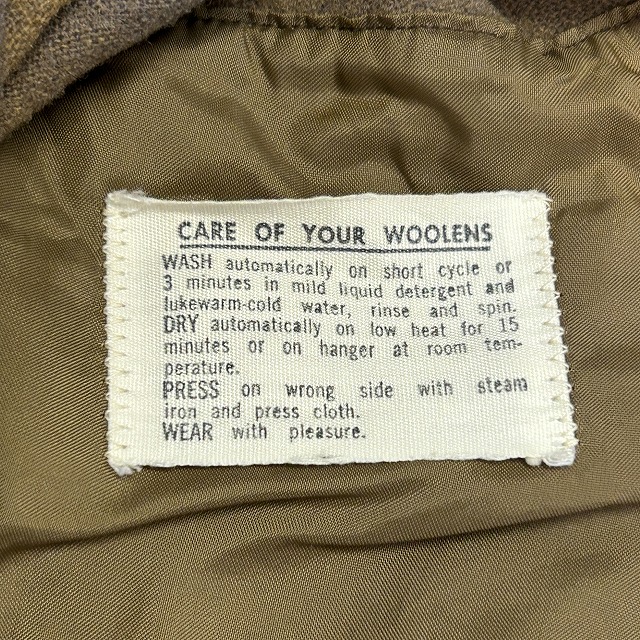 CARE OF YOUR WOOLENS
WASH automatically on short cycle or
3 minutes in mild liquid detergent and
lukewarm-cold water, rinse and spin.
DRY automatically on low heat for 15
minutes or on hanger at room tem-
perature.
PRESS on wrong side with steam
iron and press cloth.
WEAR with pleasure.